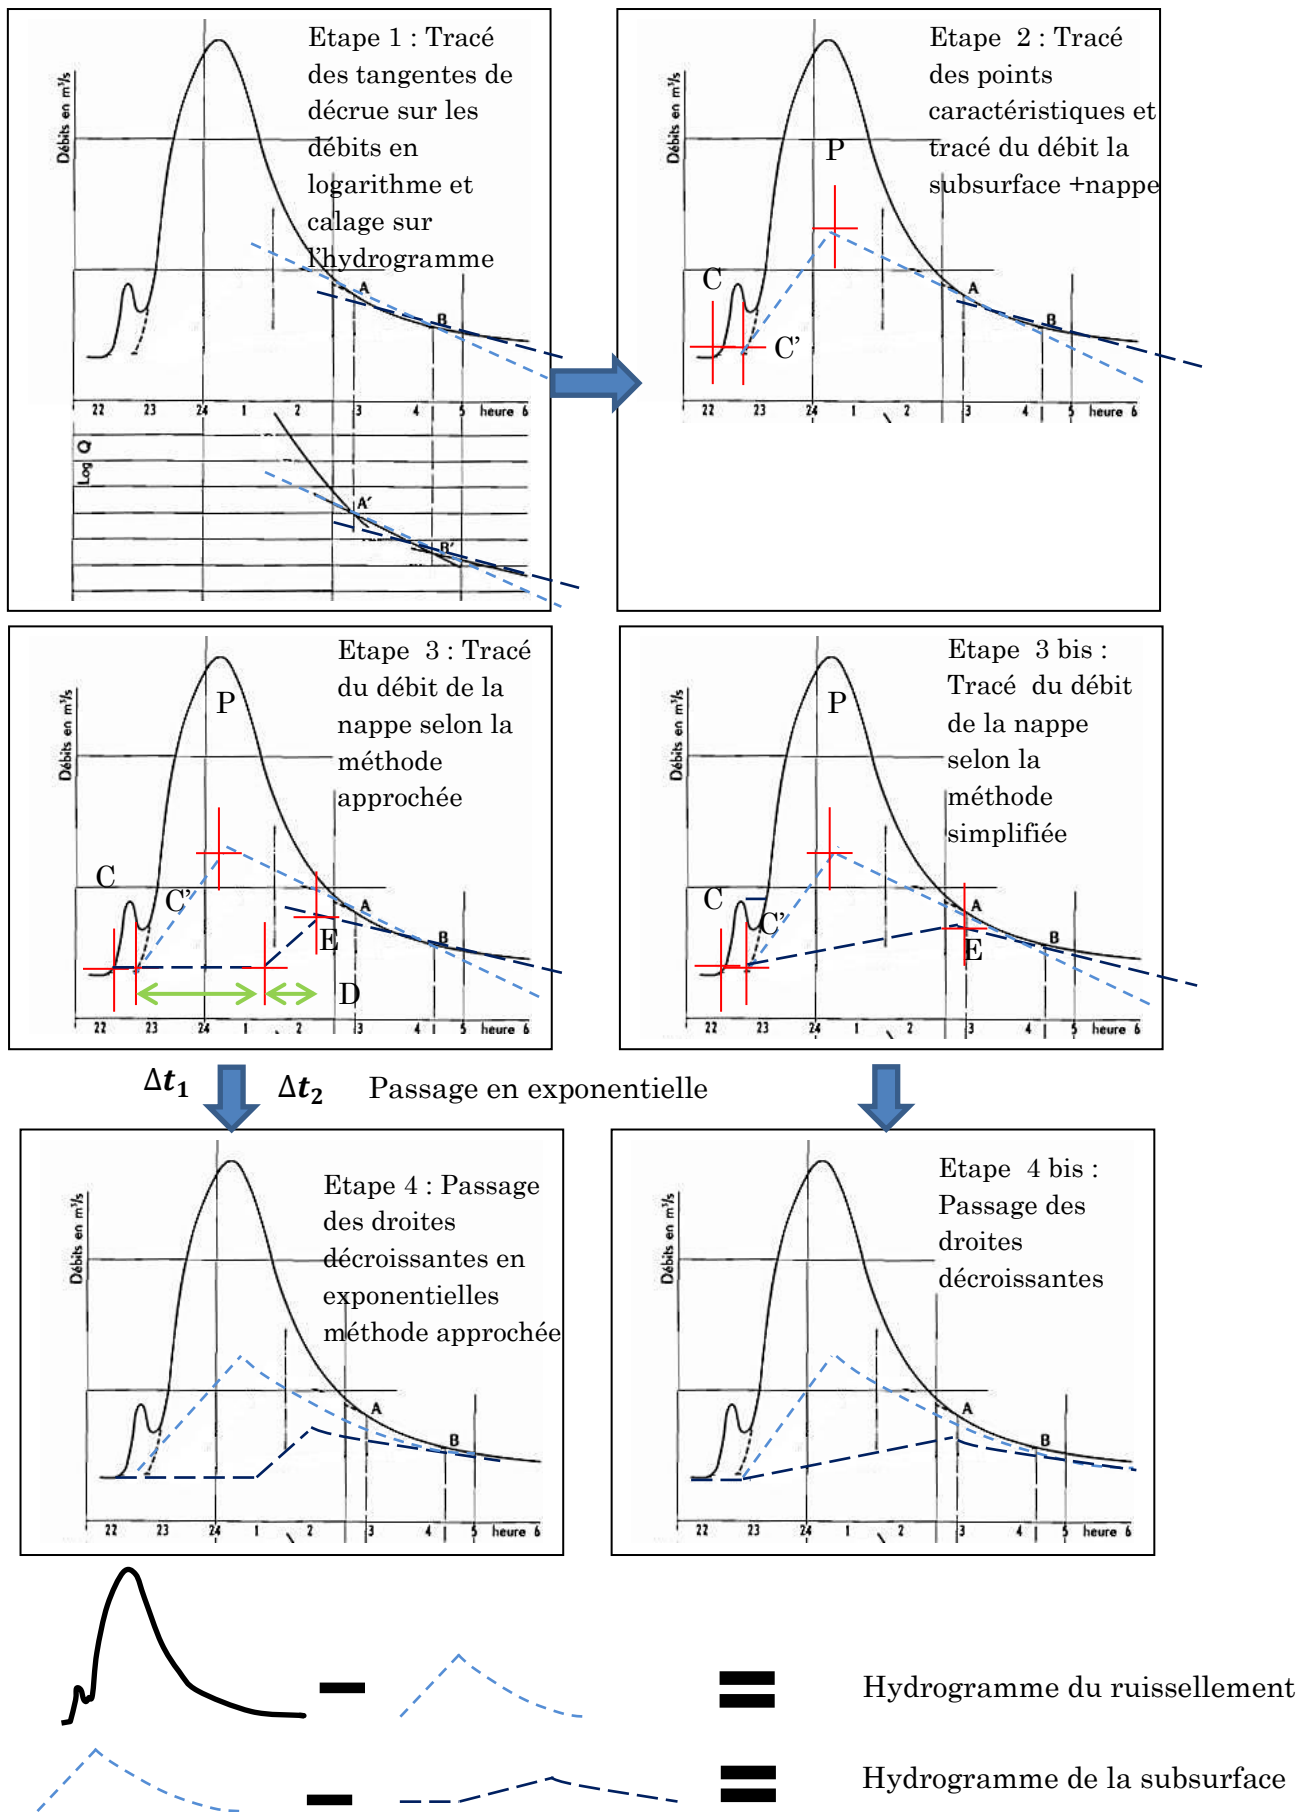 Etape 1 : Tracé
des tangentes de
décrue sur les
débits en
logarithme et
calage sur
l'hydrogramme
Débits en m³/s
A
B
22 23 24 1 2 3 4 5 heure 6
Log Q
A'
B'
Etape 2 : Tracé
des points
caractéristiques et
tracé du débit la
subsurface +nappe
Débits en m³/s
P
C
C'
A
B
22 23 24 1 2 3 4 5 heure 6
Etape 3 : Tracé
du débit de la
nappe selon la
méthode
approchée
Débits en m³/s
P
C
C'
A
B
E
D
22 23 24 1 2 3 4 5 heure 6
Etape 3 bis :
Tracé du débit
de la nappe
selon la
méthode
simplifiée
Débits en m³/s
P
C
C'
A
B
E
22 23 24 1 2 3 4 5 heure 6
Δt₁ Δt₂ Passage en exponentielle
Etape 4 : Passage
des droites
décroissantes en
exponentielles
méthode approchée
Débits en m³/s
A
B
22 23 24 1 2 3 4 5 heure 6
Etape 4 bis :
Passage des
droites
décroissantes
Débits en m³/s
A
B
22 23 24 1 2 3 4 5 heure 6
Hydrogramme du ruissellement
Hydrogramme de la subsurface